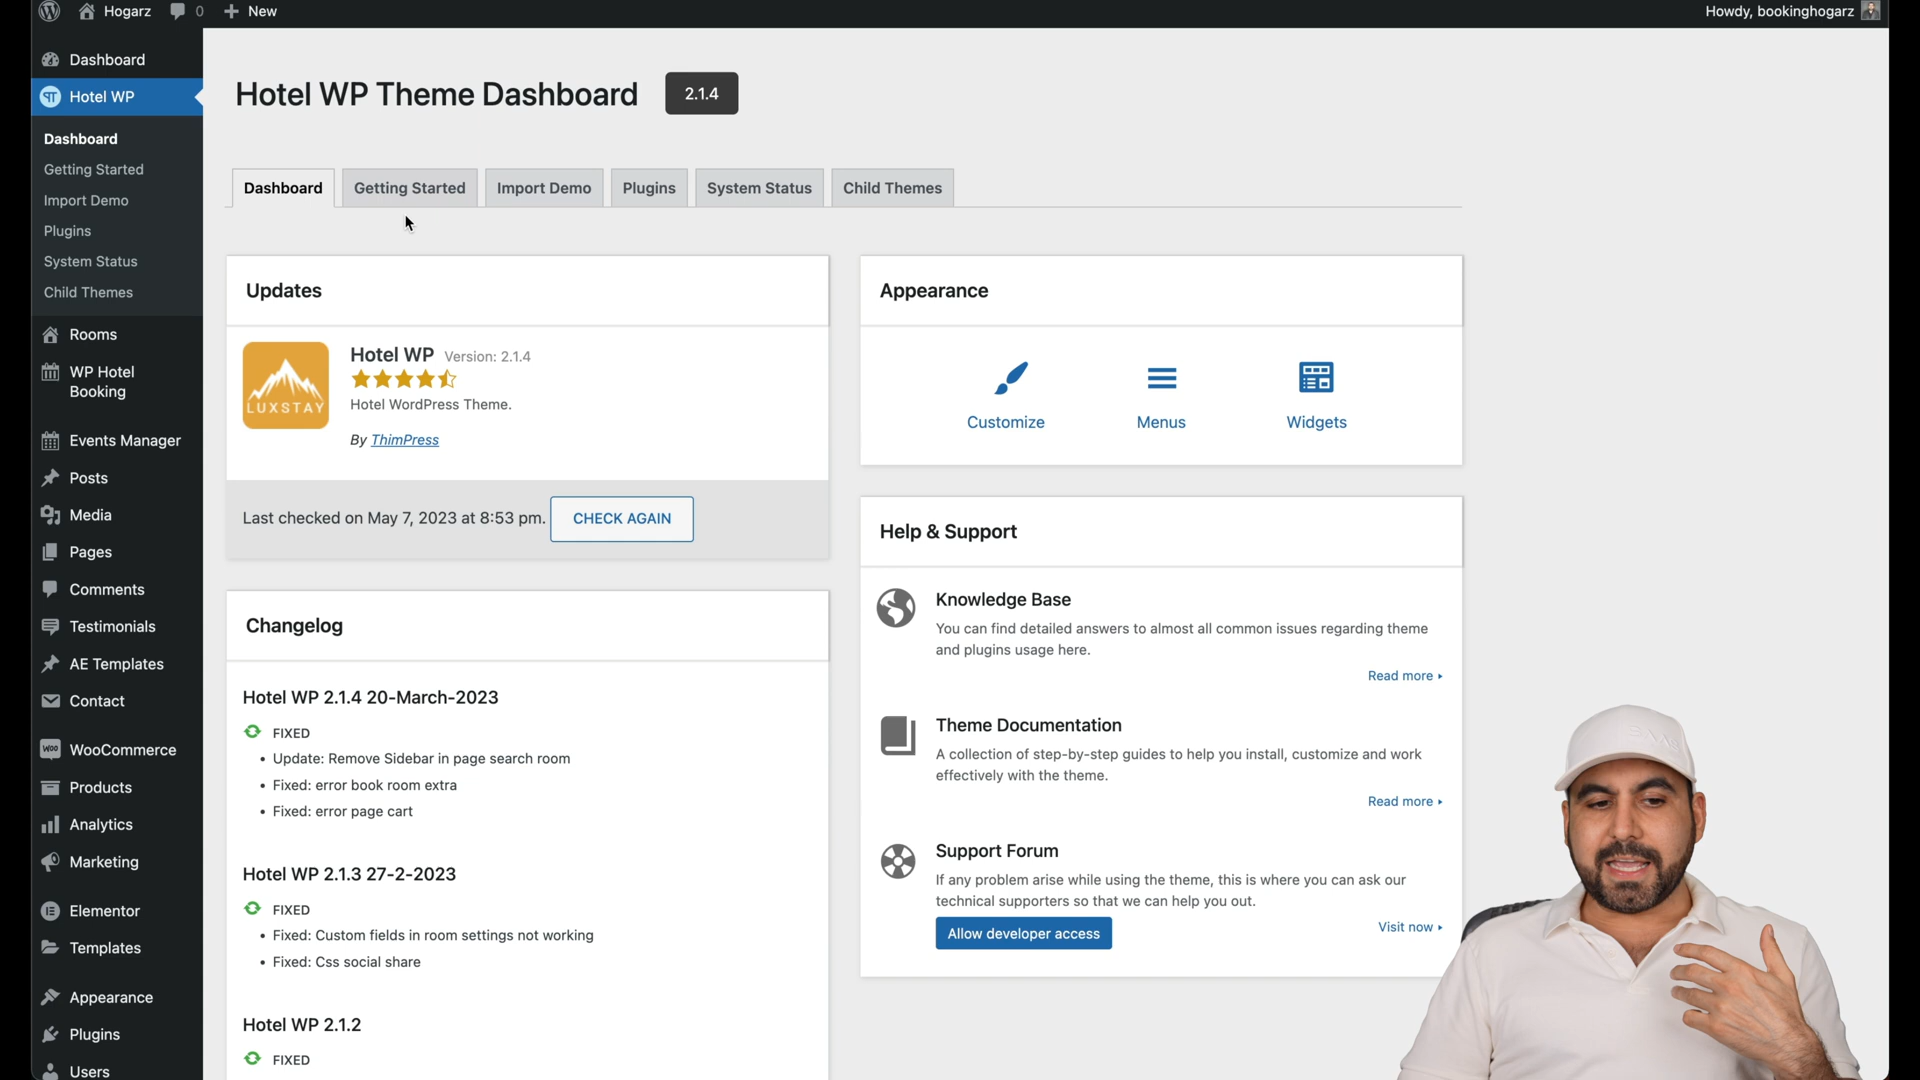 Hogarz
0
New
Howdy, bookinghogarz
Dashboard
Hotel WP
Dashboard
Getting Started
Import Demo
Plugins
System Status
Child Themes
Rooms
WP Hotel
Booking
Events Manager
Posts
Media
Pages
Comments
Testimonials
AE Templates
Contact
WooCommerce
Products
Analytics
Marketing
Elementor
Templates
Appearance
Plugins
Users
Hotel WP Theme Dashboard
2.1.4
Dashboard
Getting Started
Import Demo
Plugins
System Status
Child Themes
Updates
LUXSTAY
Hotel WP Version: 2.1.4
Hotel WordPress Theme.
By ThimPress
Last checked on May 7, 2023 at 8:53 pm.
CHECK AGAIN
Changelog
Hotel WP 2.1.4 20-March-2023
FIXED
• Update: Remove Sidebar in page search room
• Fixed: error book room extra
• Fixed: error page cart
Hotel WP 2.1.3 27-2-2023
FIXED
• Fixed: Custom fields in room settings not working
• Fixed: Css social share
Hotel WP 2.1.2
FIXED
Appearance
Customize
Menus
Widgets
Help & Support
Knowledge Base
You can find detailed answers to almost all common issues regarding theme
and plugins usage here.
Read more
Theme Documentation
A collection of step-by-step guides to help you install, customize and work
effectively with the theme.
Read more
Support Forum
If any problem arise while using the theme, this is where you can ask our
technical supporters so that we can help you out.
Allow developer access
Visit now